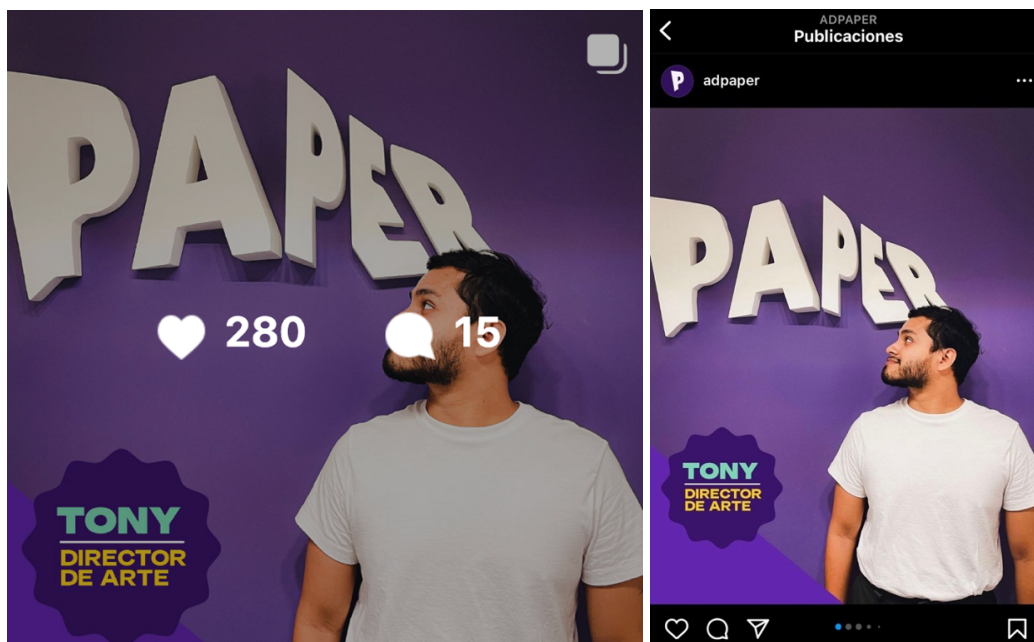 PAPER
280 15
TONY
DIRECTOR
DE ARTE
ADPAPER
Publicaciones
P adpaper
PAPER
TONY
DIRECTOR
DE ARTE